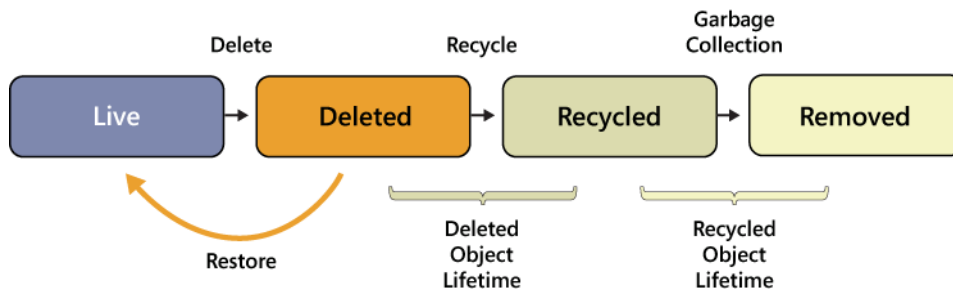 Delete
Recycle
Garbage
Collection
Live
Deleted
Recycled
Removed
Restore
Deleted
Object
Lifetime
Recycled
Object
Lifetime